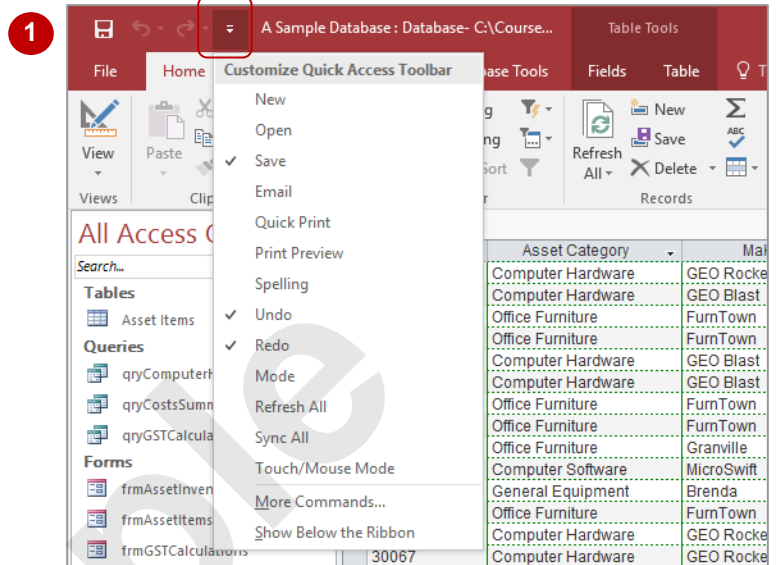 1
A Sample Database : Database- C:\Course...
Table Tools
File Home ase Tools Fields Table
Customize Quick Access Toolbar
New
Open
Save
Email
Quick Print
Print Preview
Spelling
Undo
Redo
Mode
Refresh All
Sync All
Touch/Mouse Mode
More Commands...
Show Below the Ribbon
View
Paste
Views
Clip
Refresh
All
New
Save
Delete
ABC
Records
All Access
Search...
Tables
Asset Items
Queries
qryComputerH
qryCostsSumm
qryGSTCalcula
Forms
frmAssetInven
frmAssetItems
frmGSTCalculations
Asset Category Mak
Computer Hardware GEO Rocke
Computer Hardware GEO Blast
Office Furniture FurnTown
Office Furniture FurnTown
Computer Hardware GEO Blast
Computer Hardware GEO Blast
Office Furniture FurnTown
Office Furniture FurnTown
Office Furniture Granville
Computer Software MicroSwift
General Equipment Brenda
Office Furniture FurnTown
Computer Hardware GEO Rocke
30067 Computer Hardware GEO Rocke